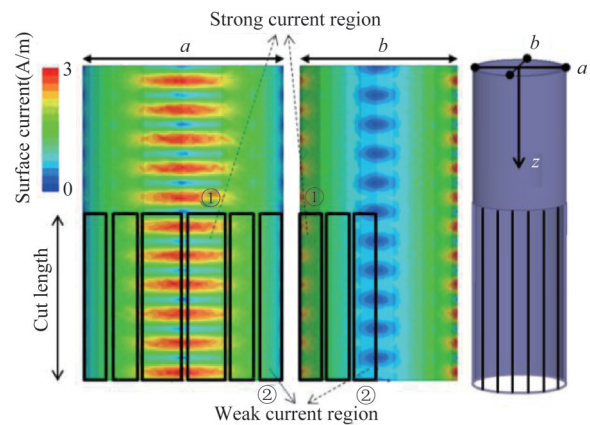 Strong current region
a
b
Surface current(A/m)
3
0
①
①
Cut length
②
②
Weak current region
b
a
z